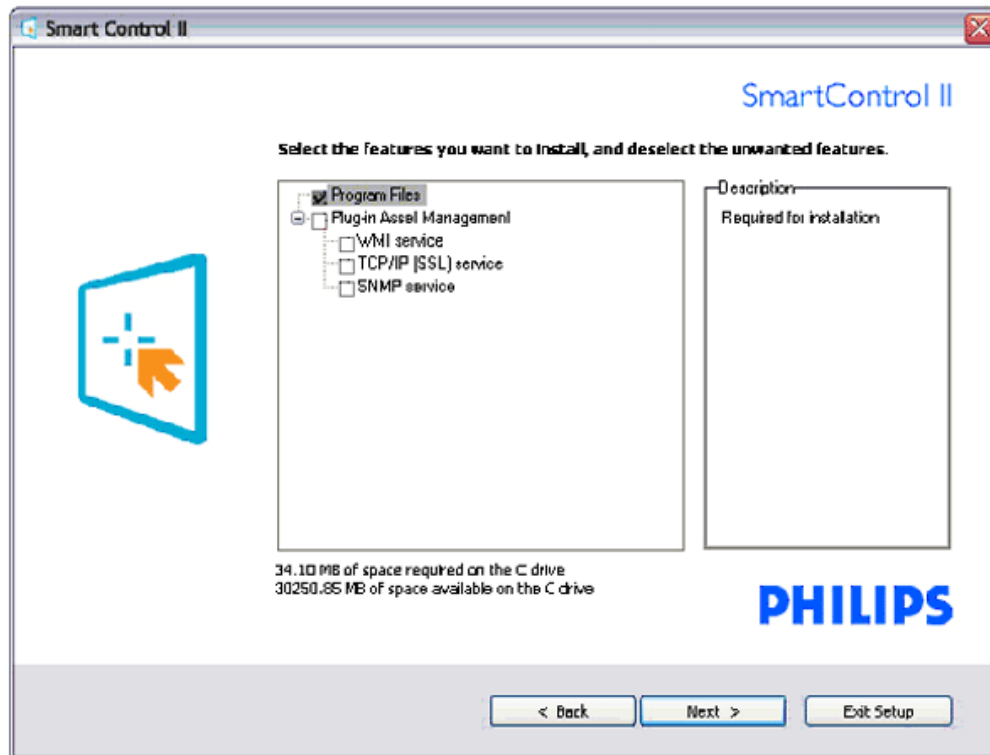 Smart Control II
SmartControl II
Select the features you want to install, and deselect the unwanted features.
Program Files
Plug-in Asset Management
WMI service
TCP/IP (SSL) service
SNMP service
Description
Required for installation
34.10 MB of space required on the C drive
30250.85 MB of space available on the C drive
PHILIPS
< Back
Next >
Exit Setup